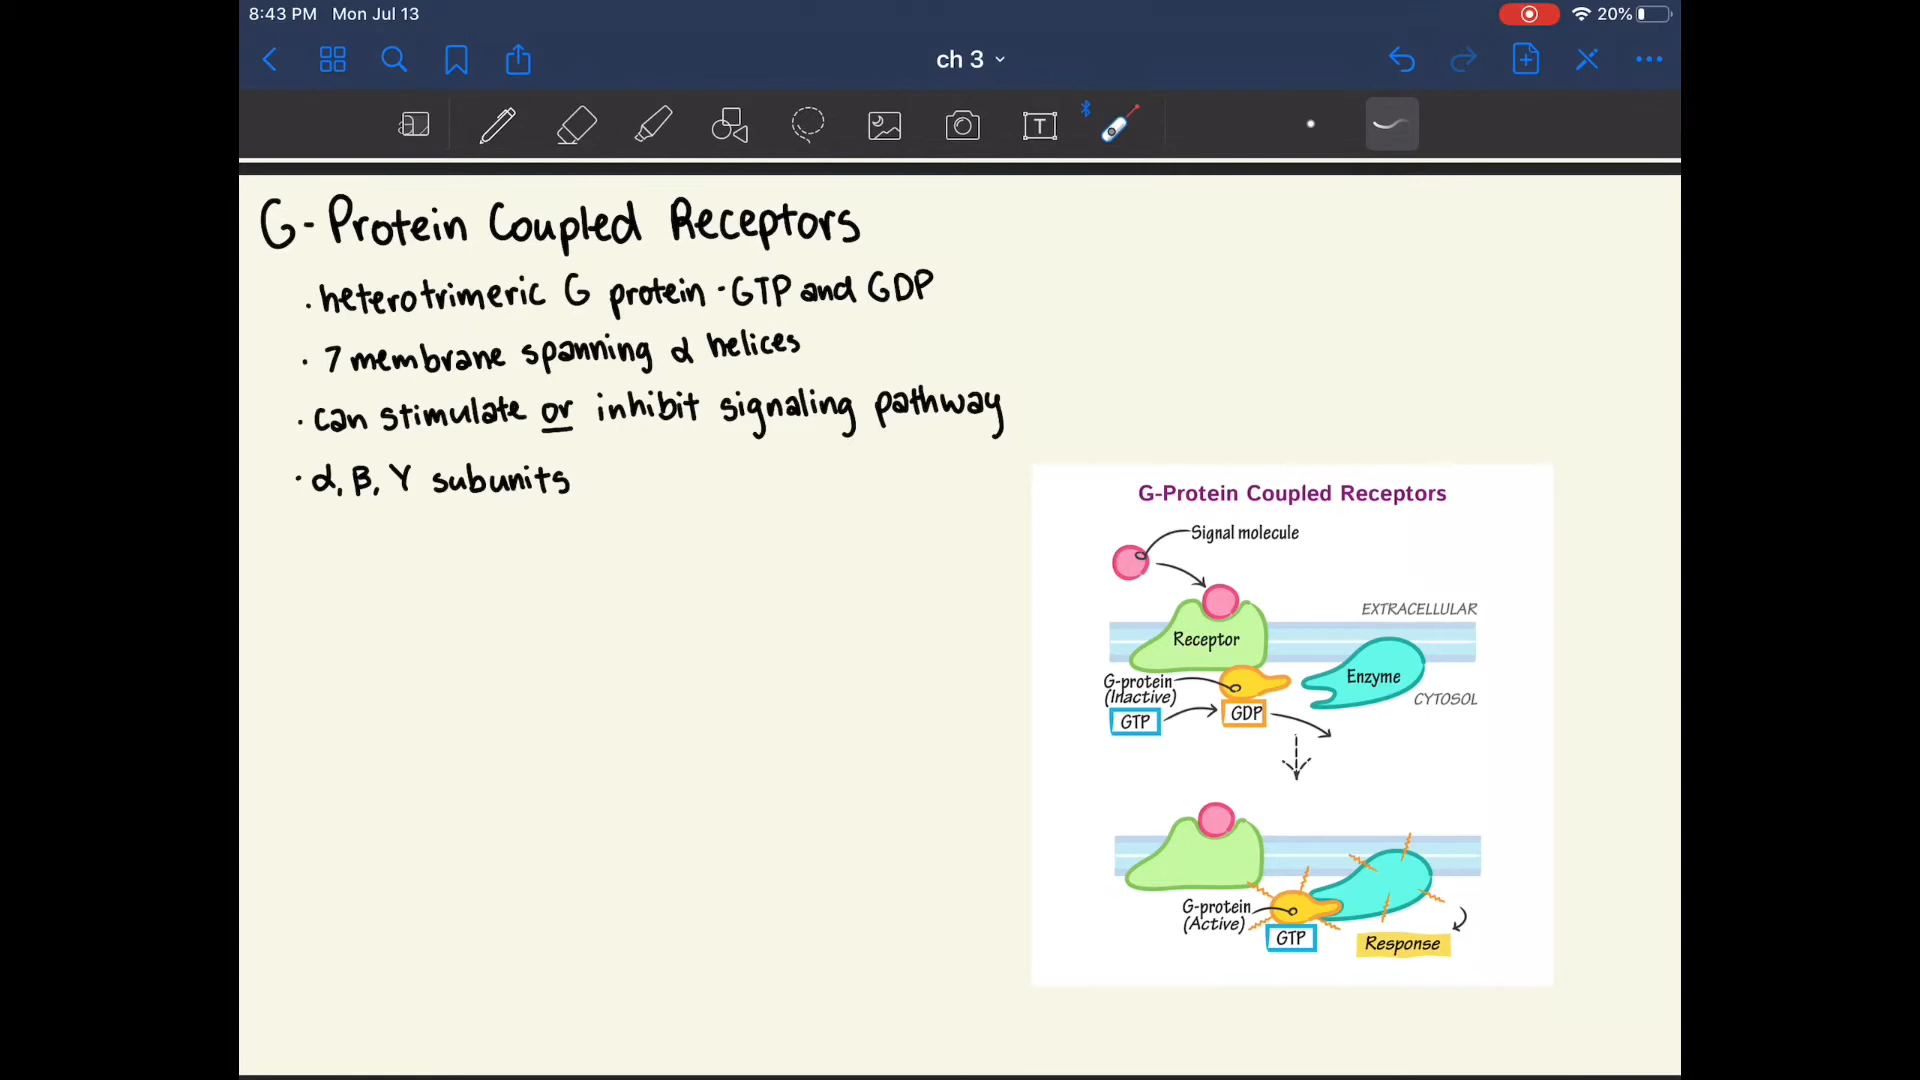 8:43 PM Mon Jul 13
20%
ch 3
a
T
G-Protein Coupled Receptors
· heterotrimeric G protein - GTP and GDP
· 7 membrane spanning α helices
· can stimulate or inhibit signaling pathway
· α, β, γ subunits
G-Protein Coupled Receptors
Signal molecule
EXTRACELLULAR
Receptor
Enzyme
G-protein
(Inactive)
CYTOSOL
GTP
GDP
G-protein
(Active)
GTP
Response